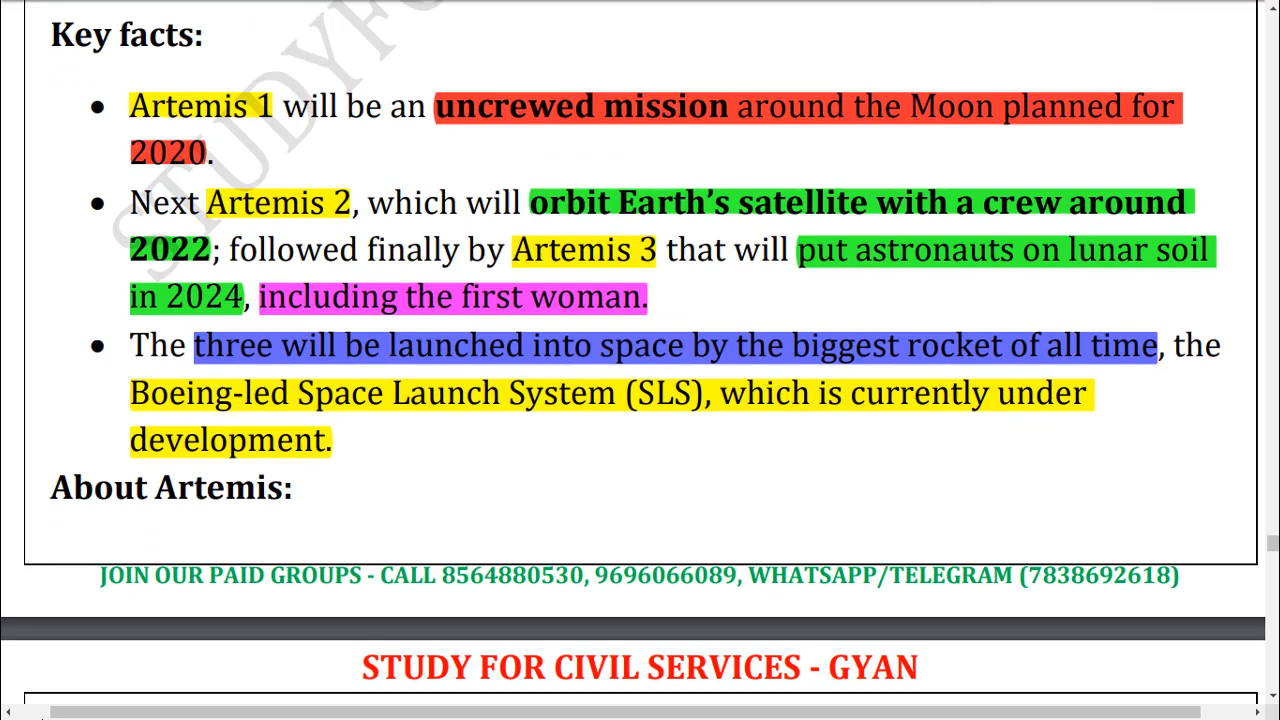 Key facts:
• Artemis 1 will be an uncrewed mission around the Moon planned for
2020.
• Next Artemis 2, which will orbit Earth’s satellite with a crew around
2022; followed finally by Artemis 3 that will put astronauts on lunar soil
in 2024, including the first woman.
• The three will be launched into space by the biggest rocket of all time, the
Boeing-led Space Launch System (SLS), which is currently under
development.
About Artemis:
JOIN OUR PAID GROUPS - CALL 8564880530, 9696066089, WHATSAPP/TELEGRAM (7838692618)
STUDY FOR CIVIL SERVICES - GYAN
STUDYFO